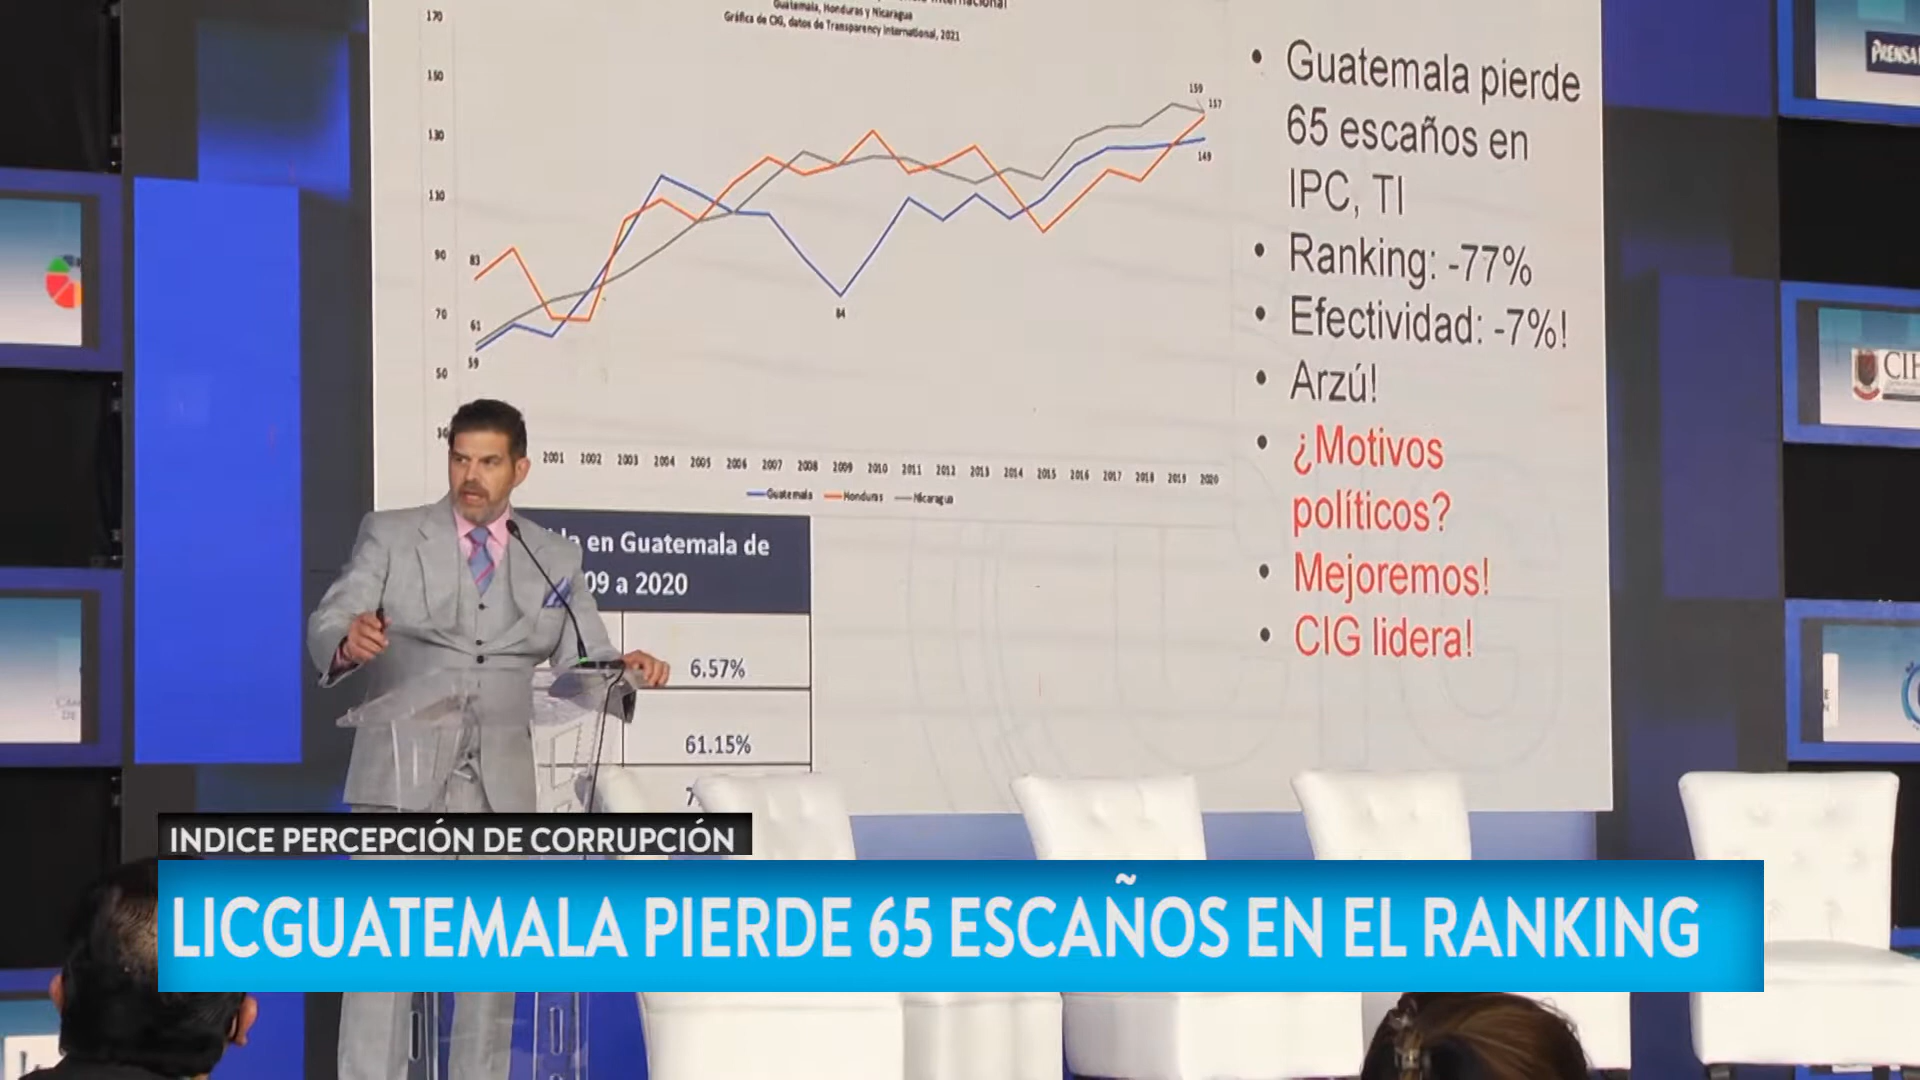 Guatemala, Honduras y Nicaragua
Gráfica de CIG, datos de Transparency International, 2021
170
150
130
110
90
70
50
83
61
59
84
159
157
149
2001 2002 2003 2004 2005 2006 2007 2008 2009 2010 2011 2012 2013 2014 2015 2016 2017 2018 2019 2020
Guatemala Honduras Nicaragua
• Guatemala pierde
65 escaños en
IPC, TI
• Ranking: -77%
• Efectividad: -7%!
• Arzú!
• ¿Motivos
políticos?
• Mejoremos!
• CIG lidera!
en Guatemala de
09 a 2020
6.57%
61.15%
PRENSA
INDICE PERCEPCIÓN DE CORRUPCIÓN
LICGUATEMALA PIERDE 65 ESCAÑOS EN EL RANKING